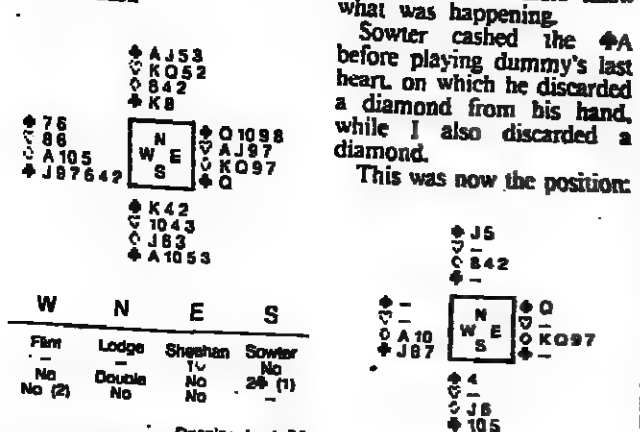 what was happening.
♠ A J 5 3
♥ K Q 5 2
♦ 8 4 2
♣ K 8
♠ 7 6
♥ 8 6
♦ A 10 5
♣ J 9 7 6 4 2
N
W E
S
♠ Q 10 9 8
♥ A J 9 7
♦ K Q 9 7
♣ Q
♠ K 4 2
♥ 10 4 3
♦ J 6 3
♣ A 10 5 3
W N E S
Flint Lodge Sheehan Sowter
– – 1♥ No
No Double No 2♣ (1)
No (2) No No –
Sowter cashed the ♠A
before playing dummy's last
heart, on which he discarded
a diamond from his hand,
while I also discarded a
diamond.
This was now the position:
♠ J 5
♥ –
♦ 8 4 2
♣ –
♠ –
♥ –
♦ A 10
♣ J 8 7
N
W E
S
♠ Q
♥ –
♦ K Q 9 7
♣ –
♠ 4
♥ –
♦ J 6
♣ 10 5